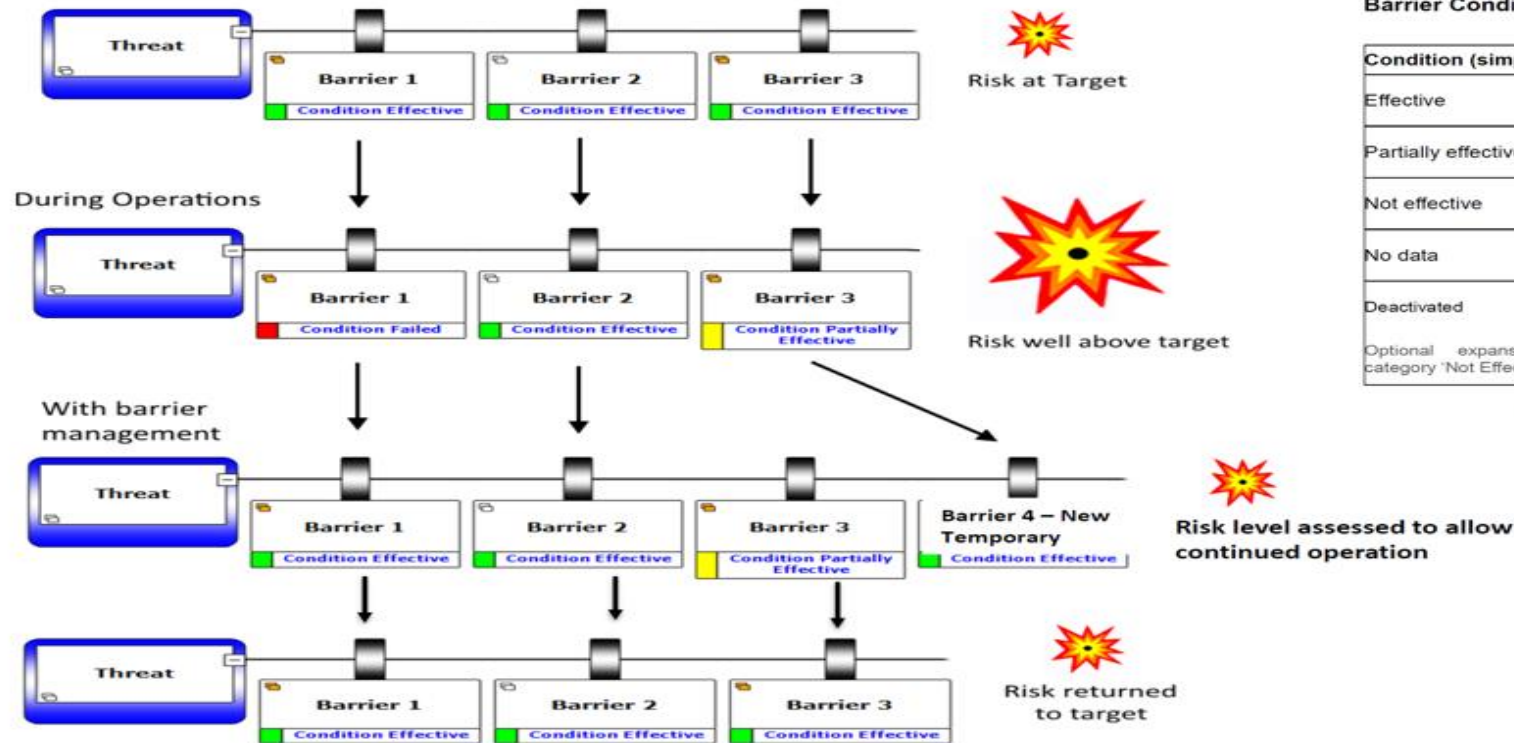 Threat
Barrier 1
Condition Effective
Barrier 2
Condition Effective
Barrier 3
Condition Effective
Risk at Target
During Operations
Threat
Barrier 1
Condition Failed
Barrier 2
Condition Effective
Barrier 3
Condition Partially
Effective
Risk well above target
With barrier
management
Threat
Barrier 1
Condition Effective
Barrier 2
Condition Effective
Barrier 3
Condition Partially
Effective
Barrier 4 – New
Temporary
Condition Effective
Risk level assessed to allow
continued operation
Threat
Barrier 1
Condition Effective
Barrier 2
Condition Effective
Barrier 3
Condition Effective
Risk returned
to target
Barrier
Condition
Effective
Partially
Not effective
No data
Deactivated
Optional
category 'Not